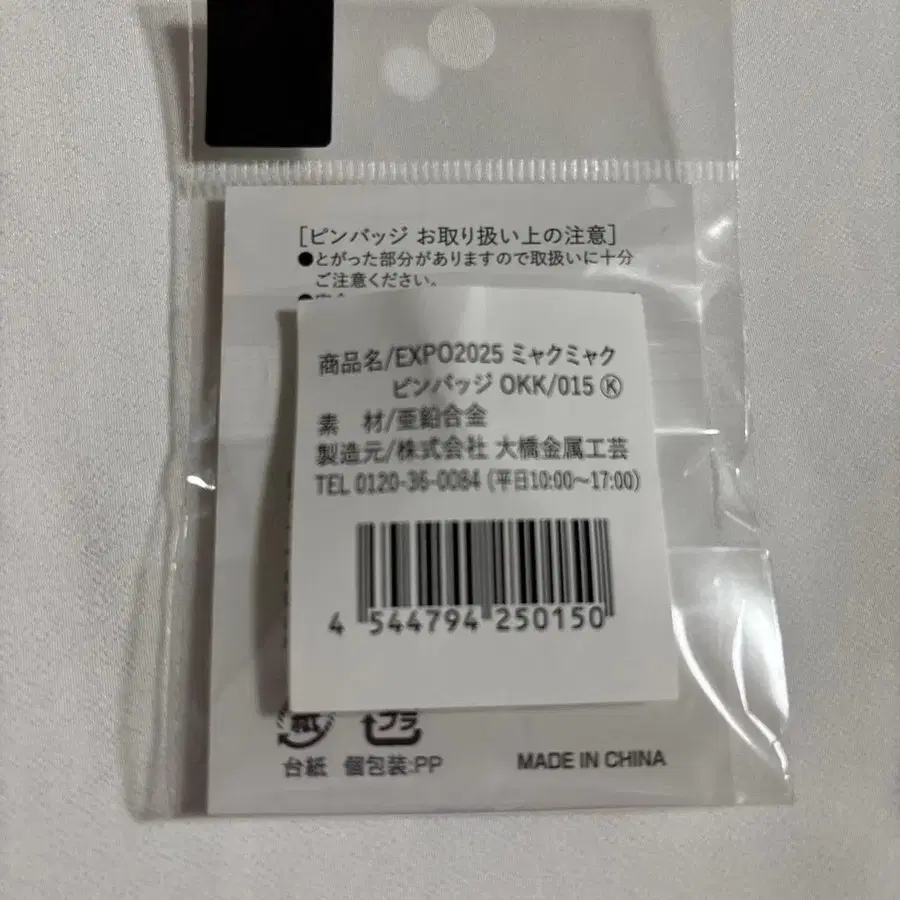 [ピンバッジ お取り扱い上の注意]
●とがった部分がありますので取扱いに十分
ご注意ください。
商品名/EXPO2025 ミャクミャク
ピンバッジ OKK/015 Ⓚ
素 材/亜鉛合金
製造元/株式会社 大橋金属工芸
TEL 0120-36-0084 (平日10:00〜17:00)
4 544794 250150
紙 プラ
台紙 個包装:PP
MADE IN CHINA